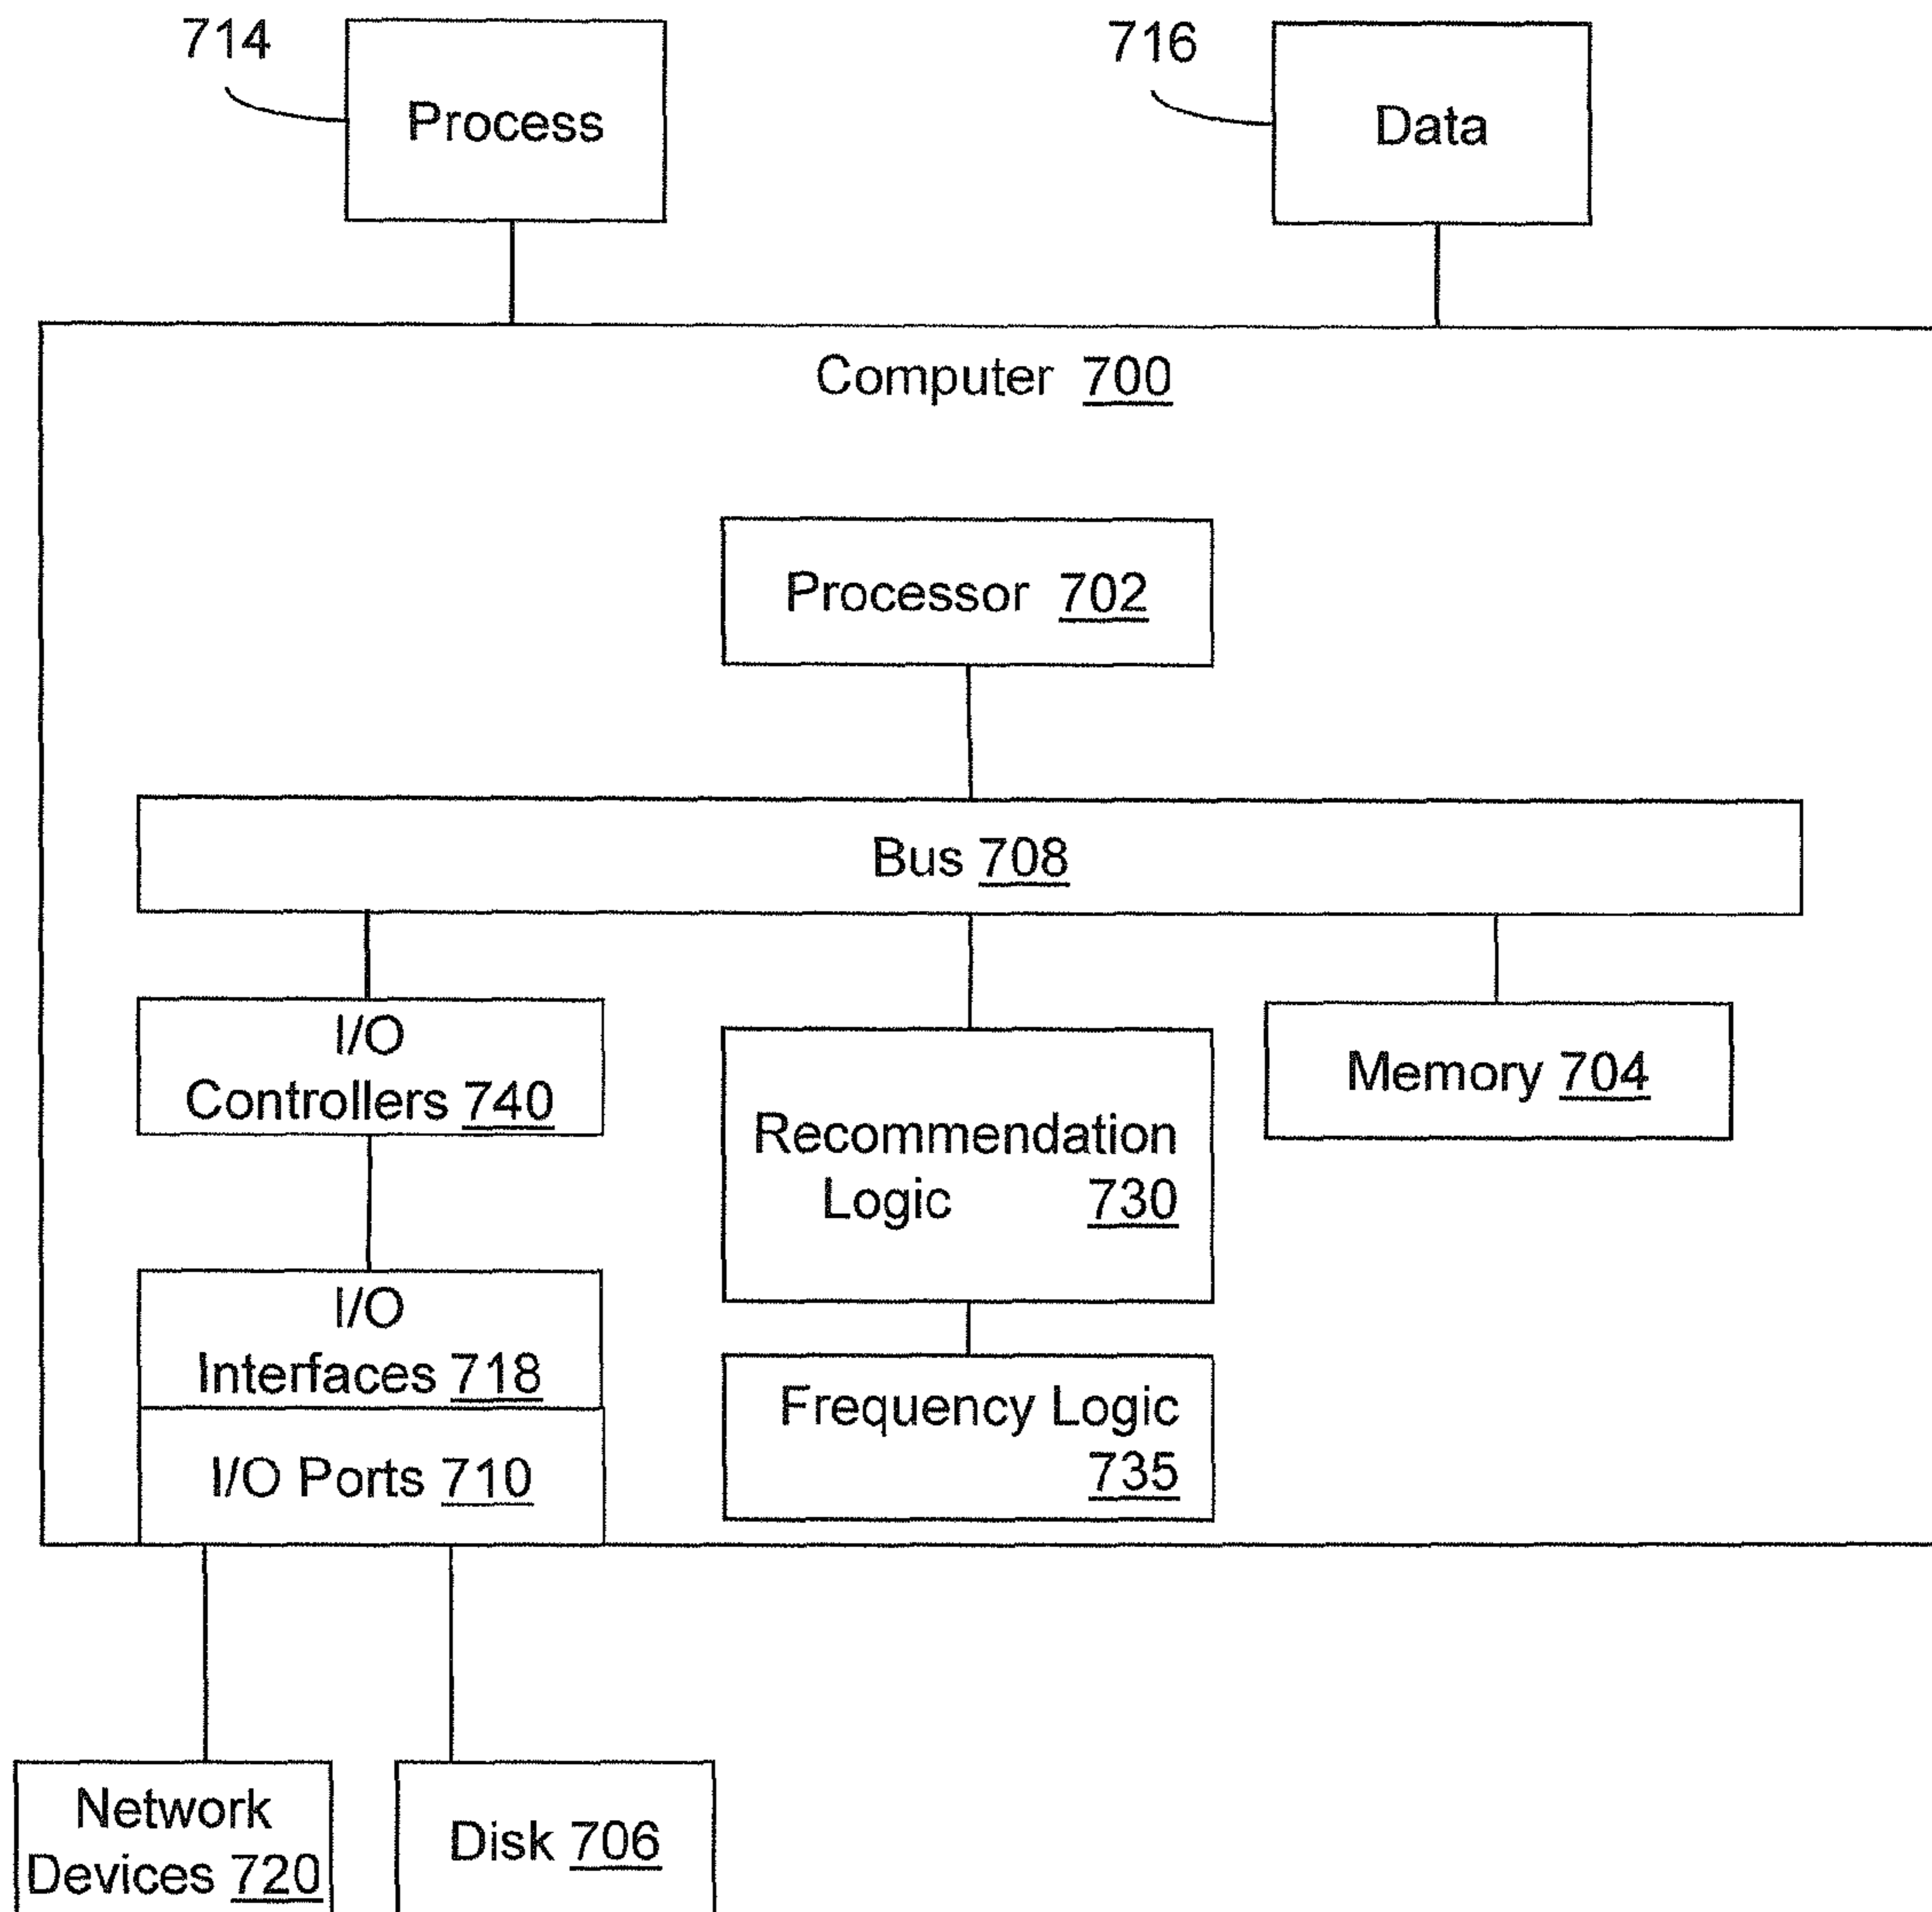 714
Process
716
Data
Computer 700
Processor 702
Bus 708
I/O
Controllers 740
Recommendation
Logic 730
Memory 704
I/O
Interfaces 718
I/O Ports 710
Frequency Logic
735
Network
Devices 720
Disk 706